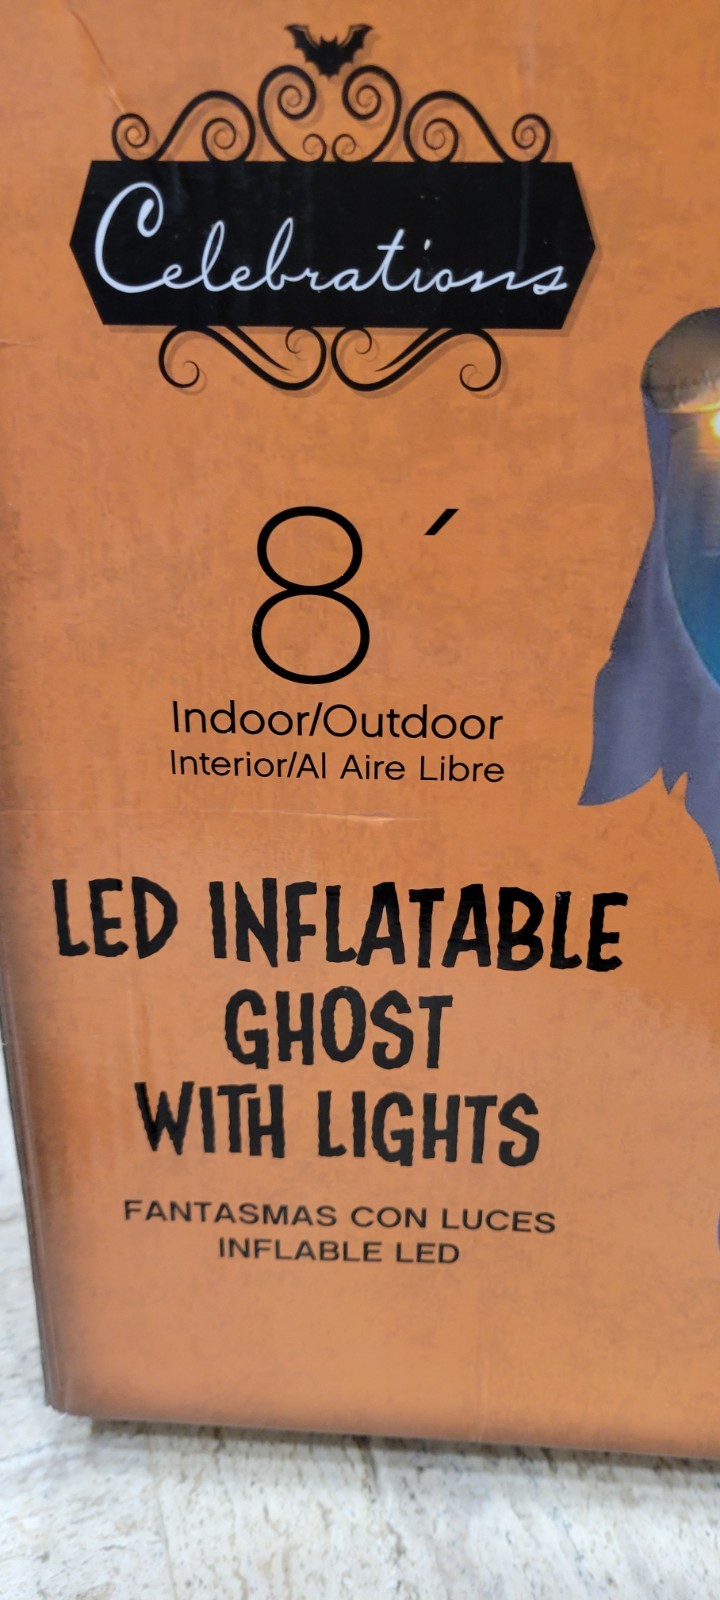 Celebrations
8´
Indoor/Outdoor
Interior/Al Aire Libre
LED INFLATABLE
GHOST
WITH LIGHTS
FANTASMAS CON LUCES
INFLABLE LED